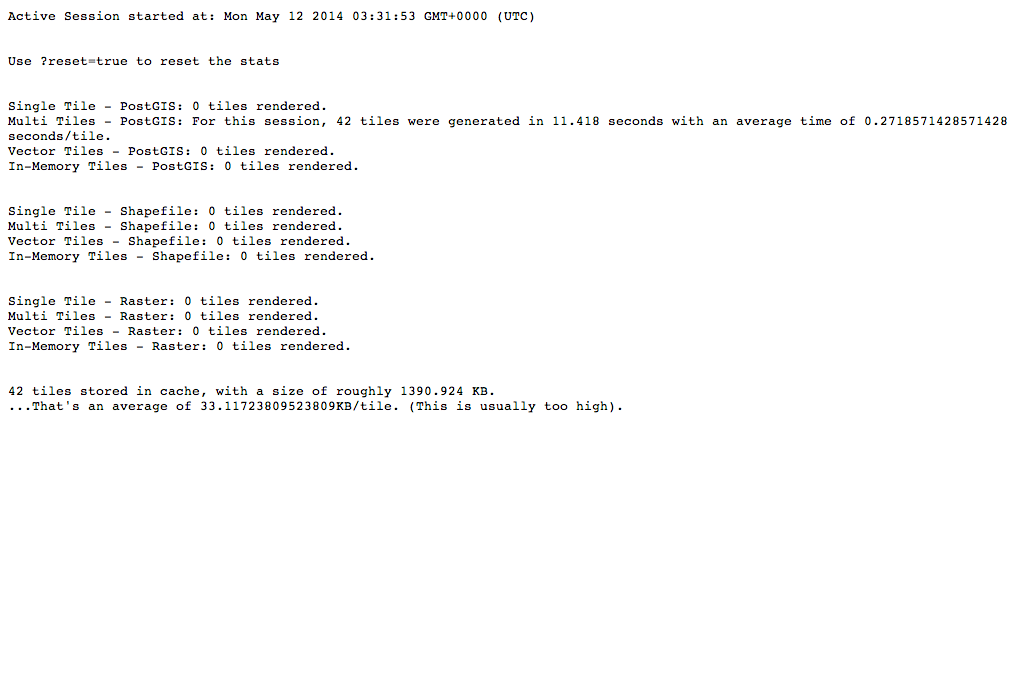 Active Session started at: Mon May 12 2014 03:31:53 GMT+0000 (UTC)
Use ?reset=true to reset the stats
Single Tile - PostGIS: 0 tiles rendered.
Multi Tiles - PostGIS: For this session, 42 tiles were generated in 11.418 seconds with an average time of 0.2718571428571428
seconds/tile.
Vector Tiles - PostGIS: 0 tiles rendered.
In-Memory Tiles - PostGIS: 0 tiles rendered.
Single Tile - Shapefile: 0 tiles rendered.
Multi Tiles - Shapefile: 0 tiles rendered.
Vector Tiles - Shapefile: 0 tiles rendered.
In-Memory Tiles - Shapefile: 0 tiles rendered.
Single Tile - Raster: 0 tiles rendered.
Multi Tiles - Raster: 0 tiles rendered.
Vector Tiles - Raster: 0 tiles rendered.
In-Memory Tiles - Raster: 0 tiles rendered.
42 tiles stored in cache, with a size of roughly 1390.924 KB.
...That's an average of 33.11723809523809KB/tile. (This is usually too high).